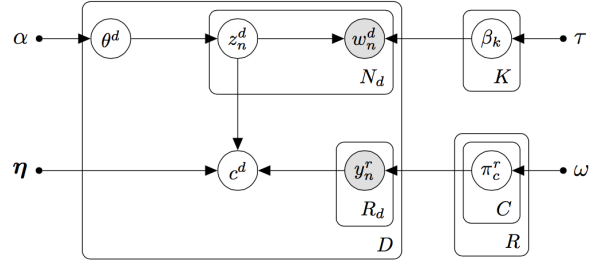 α θ^d z_n^d w_n^d β_k τ
N_d K
η c^d y_n^r π_c^r ω
R_d C
D R